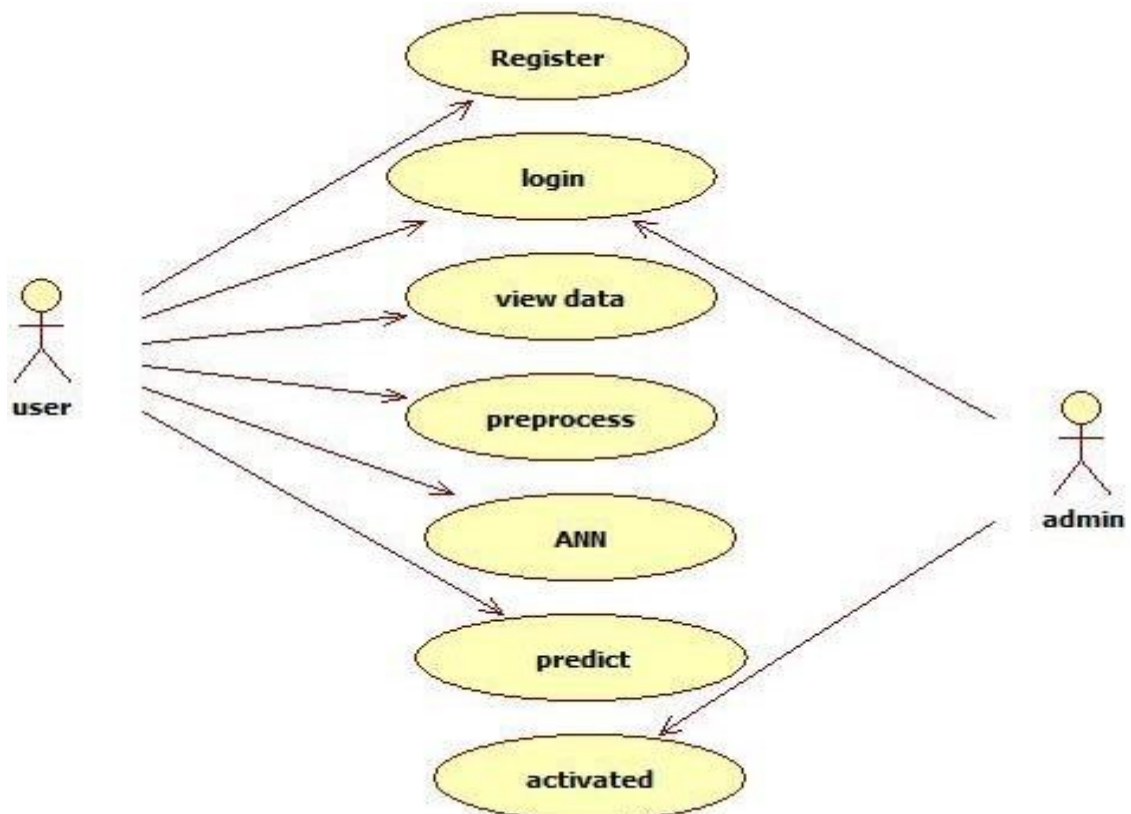 Register
login
view data
user
preprocess
admin
ANN
predict
activated